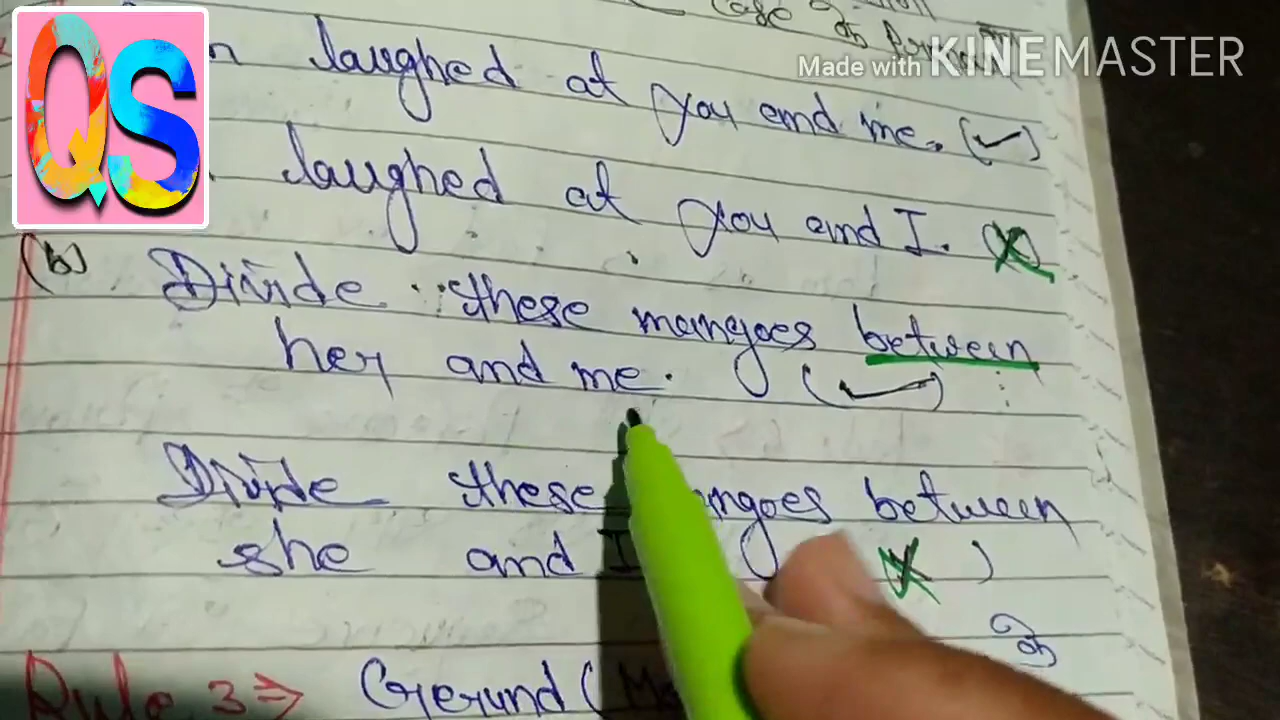 case के
QS
Made with KINEMASTER
laughed at you and me. (✓)
laughed at you and I. (X)
(b) Divide these mangoes between
her and me. (✓)
Divide these mangoes between
she and I (X)
के
Rule 3 ⇒ Gerund (